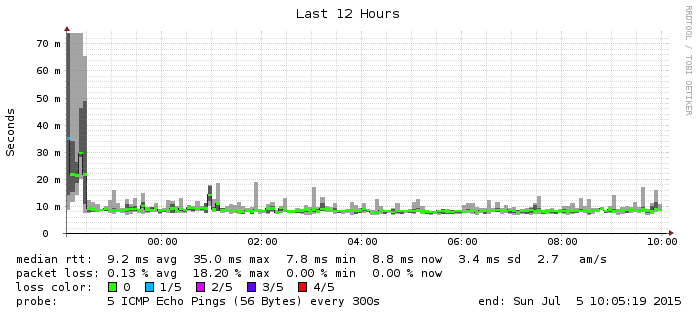 Last 12 Hours
RRDTOOL / TOBI OETIKER
Seconds
70 m
60 m
50 m
40 m
30 m
20 m
10 m
0
00:00 02:00 04:00 06:00 08:00 10:00
median rtt: 9.2 ms avg 35.0 ms max 7.8 ms min 8.8 ms now 3.4 ms sd 2.7 am/s
packet loss: 0.13 % avg 18.20 % max 0.00 % min 0.00 % now
loss color: 0 1/5 2/5 3/5 4/5
probe: 5 ICMP Echo Pings (56 Bytes) every 300s end: Sun Jul 5 10:05:19 2015